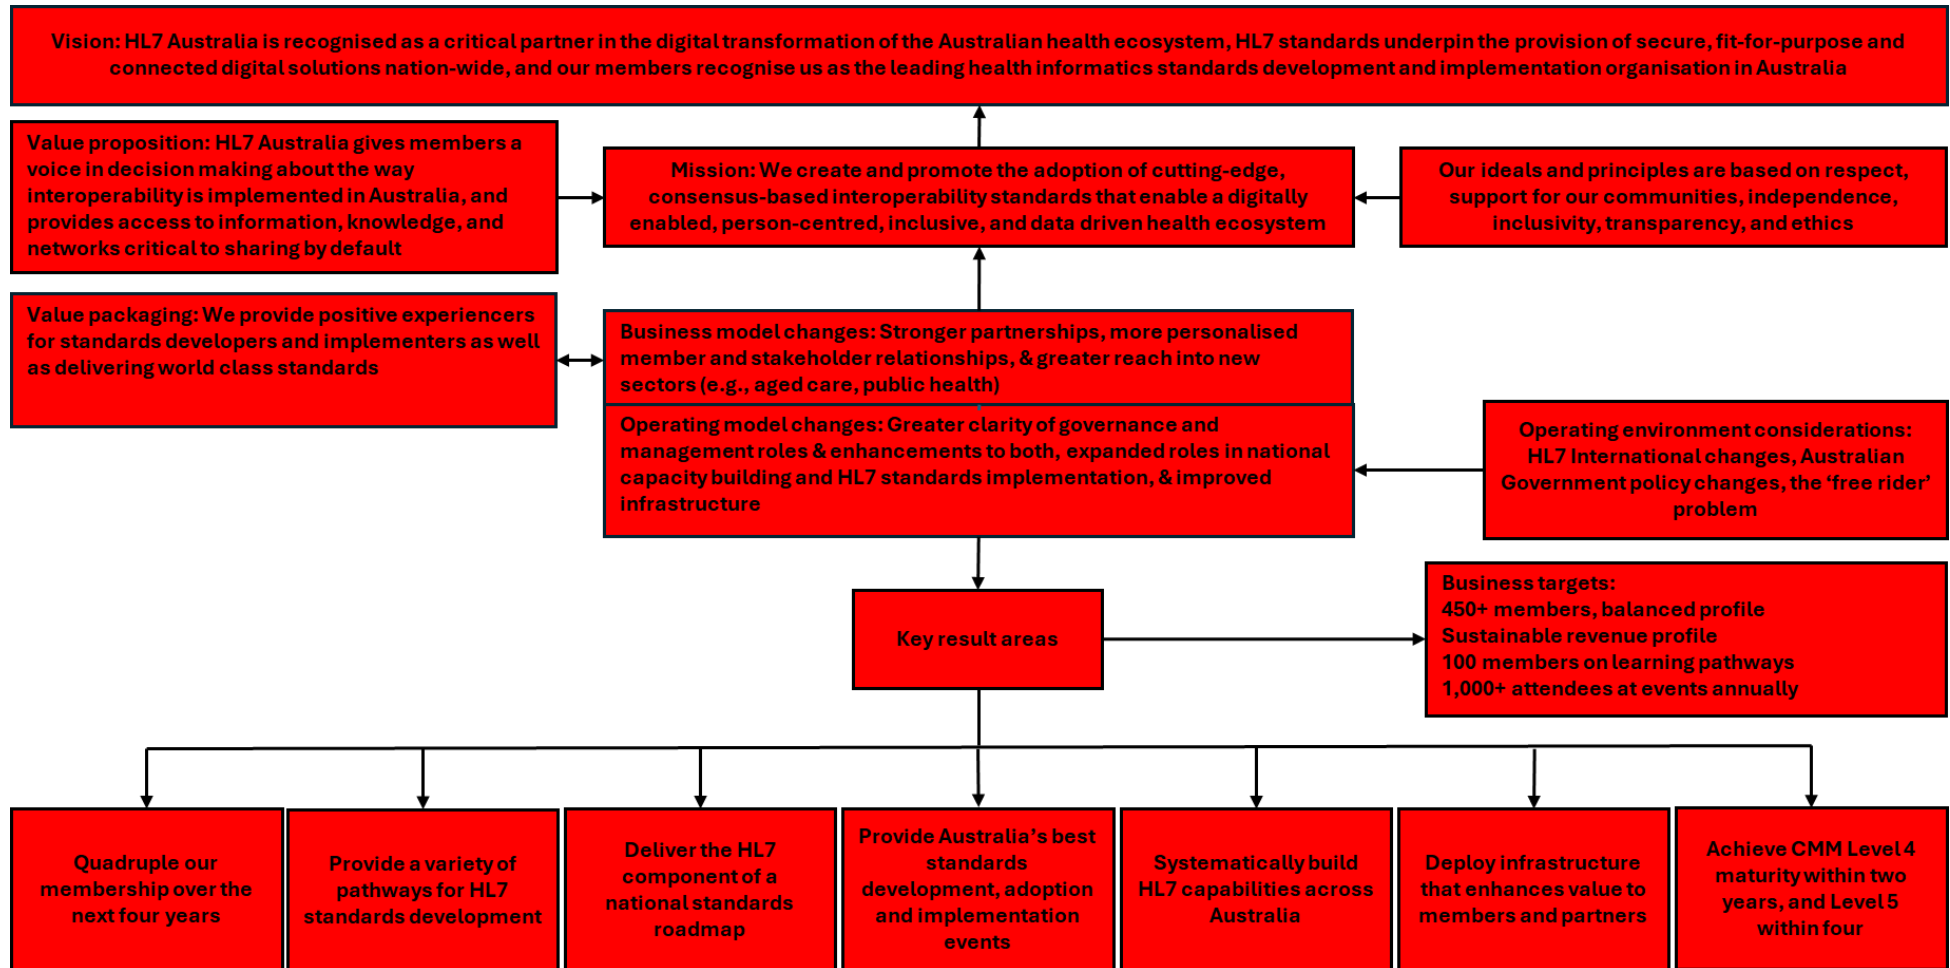 Vision: HL7 Australia is recognised as a critical partner in the digital transformation of the Australian health ecosystem, HL7 standards underpin the provision of secure, fit-for-purpose and
connected digital solutions nation-wide, and our members recognise us as the leading health informatics standards development and implementation organisation in Australia
Value proposition: HL7 Australia gives members a
voice in decision making about the way
interoperability is implemented in Australia, and
provides access to information, knowledge, and
networks critical to sharing by default
Mission: We create and promote the adoption of cutting-edge,
consensus-based interoperability standards that enable a digitally
enabled, person-centred, inclusive, and data driven health ecosystem
Our ideals and principles are based on respect,
support for our communities, independence,
inclusivity, transparency, and ethics
Value packaging: We provide positive experiencers
for standards developers and implementers as well
as delivering world class standards
Business model changes: Stronger partnerships, more personalised
member and stakeholder relationships, & greater reach into new
sectors (e.g., aged care, public health)
Operating model changes: Greater clarity of governance and
management roles & enhancements to both, expanded roles in national
capacity building and HL7 standards implementation, & improved
infrastructure
Operating environment considerations:
HL7 International changes, Australian
Government policy changes, the ‘free rider’
problem
Key result areas
Business targets:
450+ members, balanced profile
Sustainable revenue profile
100 members on learning pathways
1,000+ attendees at events annually
Quadruple our
membership over the
next four years
Provide a variety of
pathways for HL7
standards development
Deliver the HL7
component of a
national standards
roadmap
Provide Australia’s best
standards
development, adoption
and implementation
events
Systematically build
HL7 capabilities across
Australia
Deploy infrastructure
that enhances value to
members and partners
Achieve CMM Level 4
maturity within two
years, and Level 5
within four